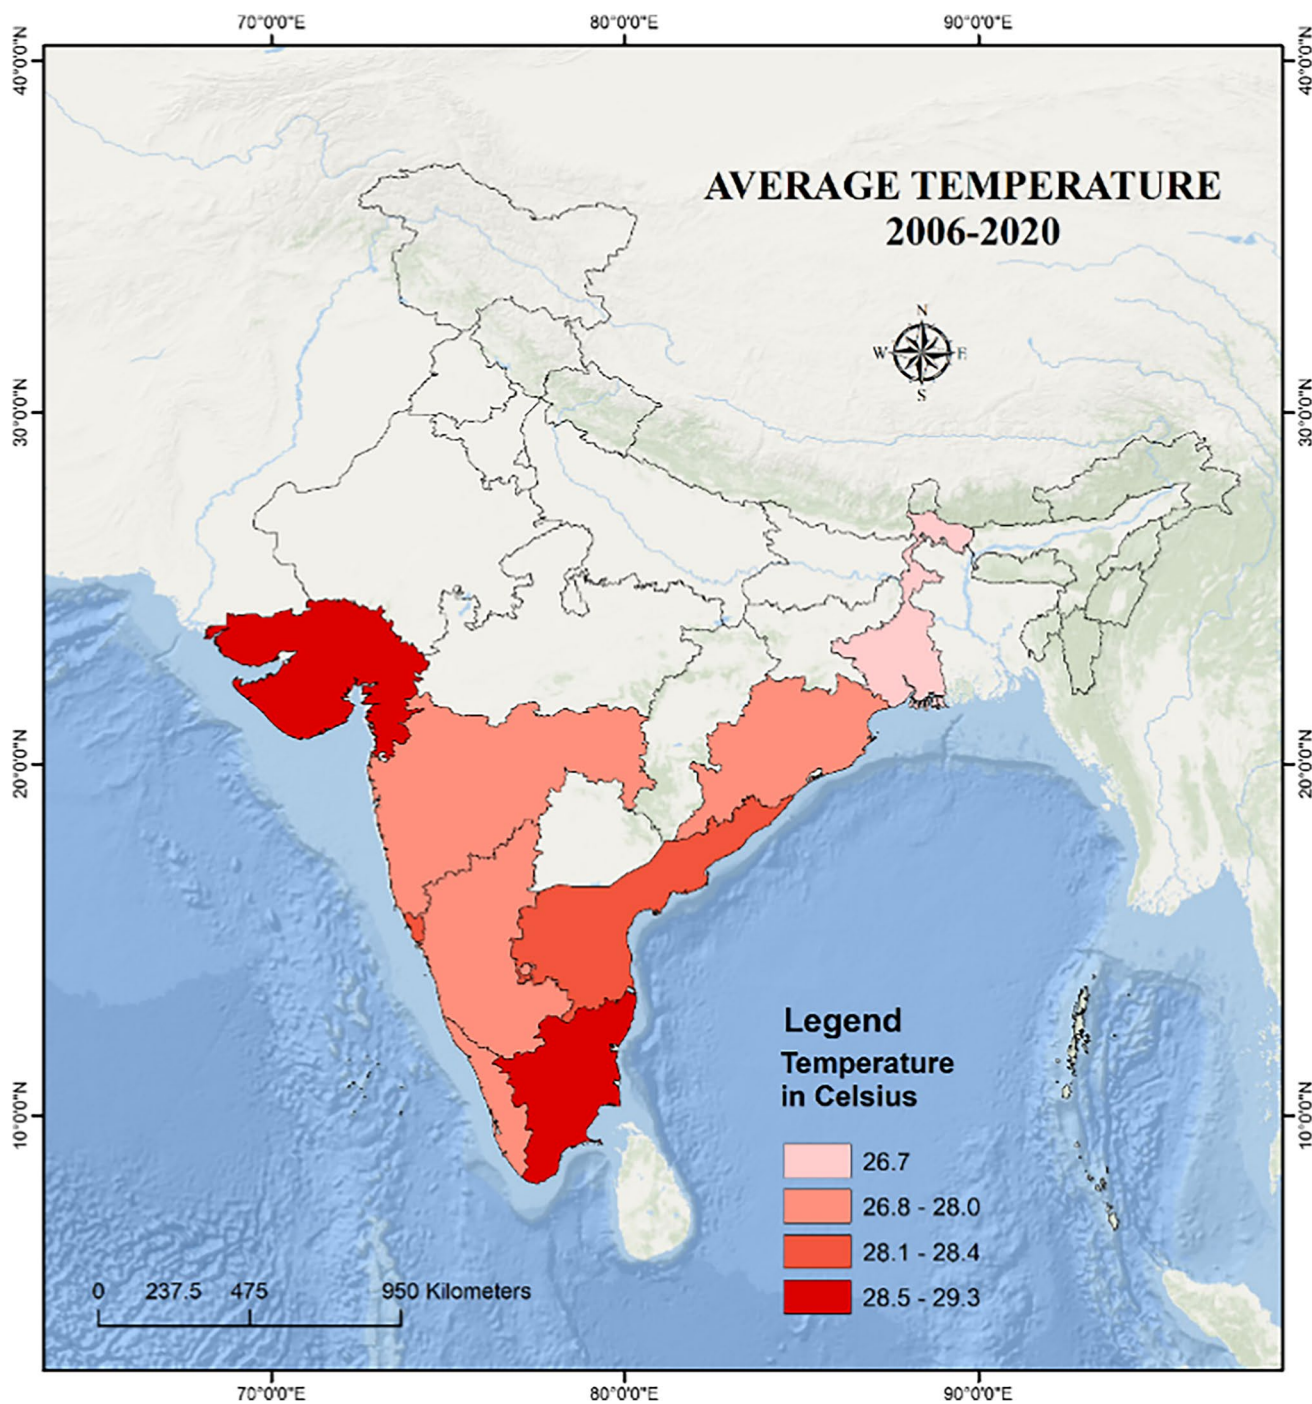 70°0'0"E 80°0'0"E 90°0'0"E
40°0'0"N 40°0'0"N
AVERAGE TEMPERATURE
2006-2020
N
W E
S
30°0'0"N 30°0'0"N
20°0'0"N 20°0'0"N
Legend
Temperature
in Celsius
10°0'0"N 10°0'0"N
26.7
26.8 - 28.0
28.1 - 28.4
28.5 - 29.3
0 237.5 475 950 Kilometers
70°0'0"E 80°0'0"E 90°0'0"E